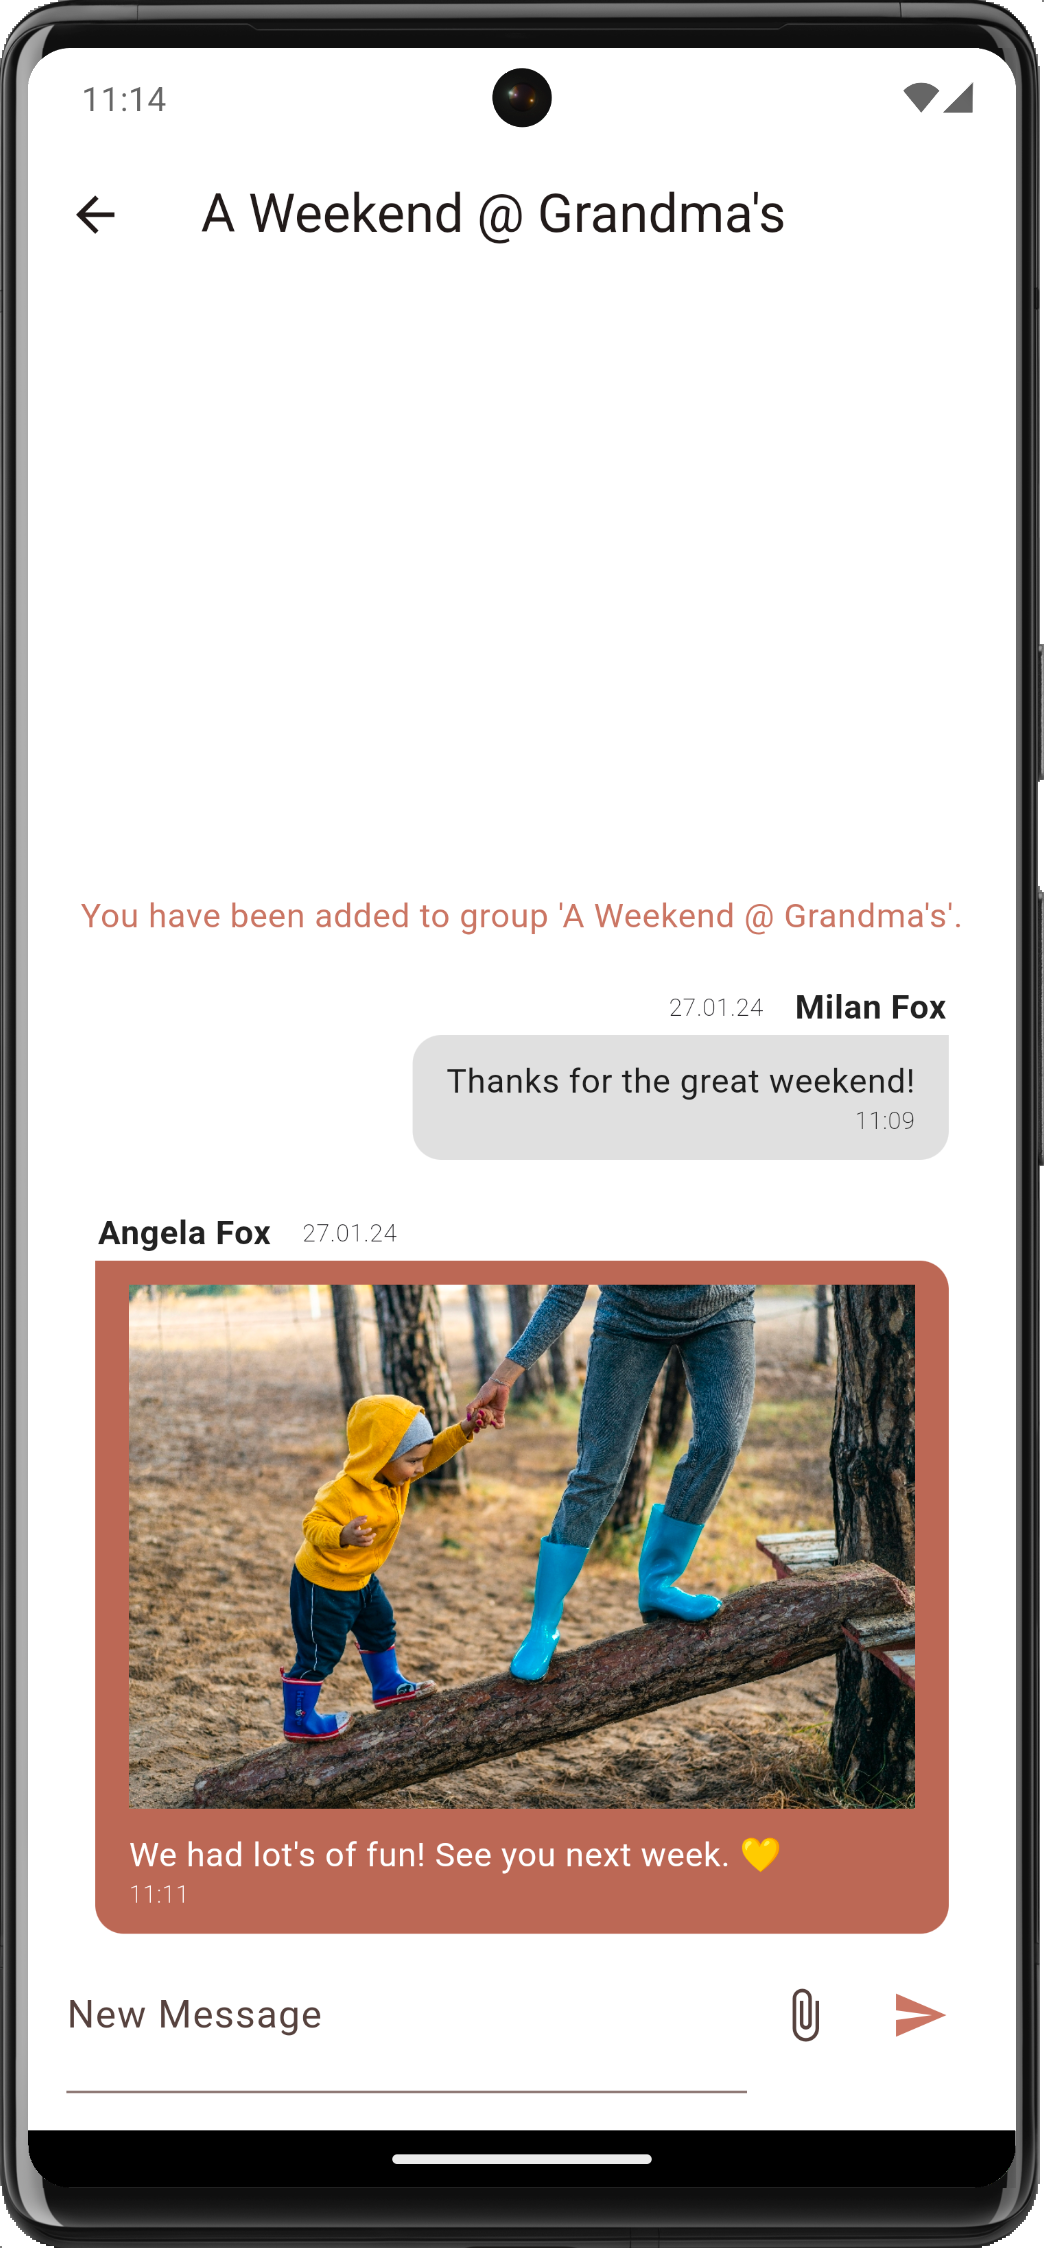 11:14
A Weekend @ Grandma's
You have been added to group 'A Weekend @ Grandma's'.
27.01.24 Milan Fox
Thanks for the great weekend!
11:09
Angela Fox 27.01.24
We had lot's of fun! See you next week. 💛
11:11
New Message